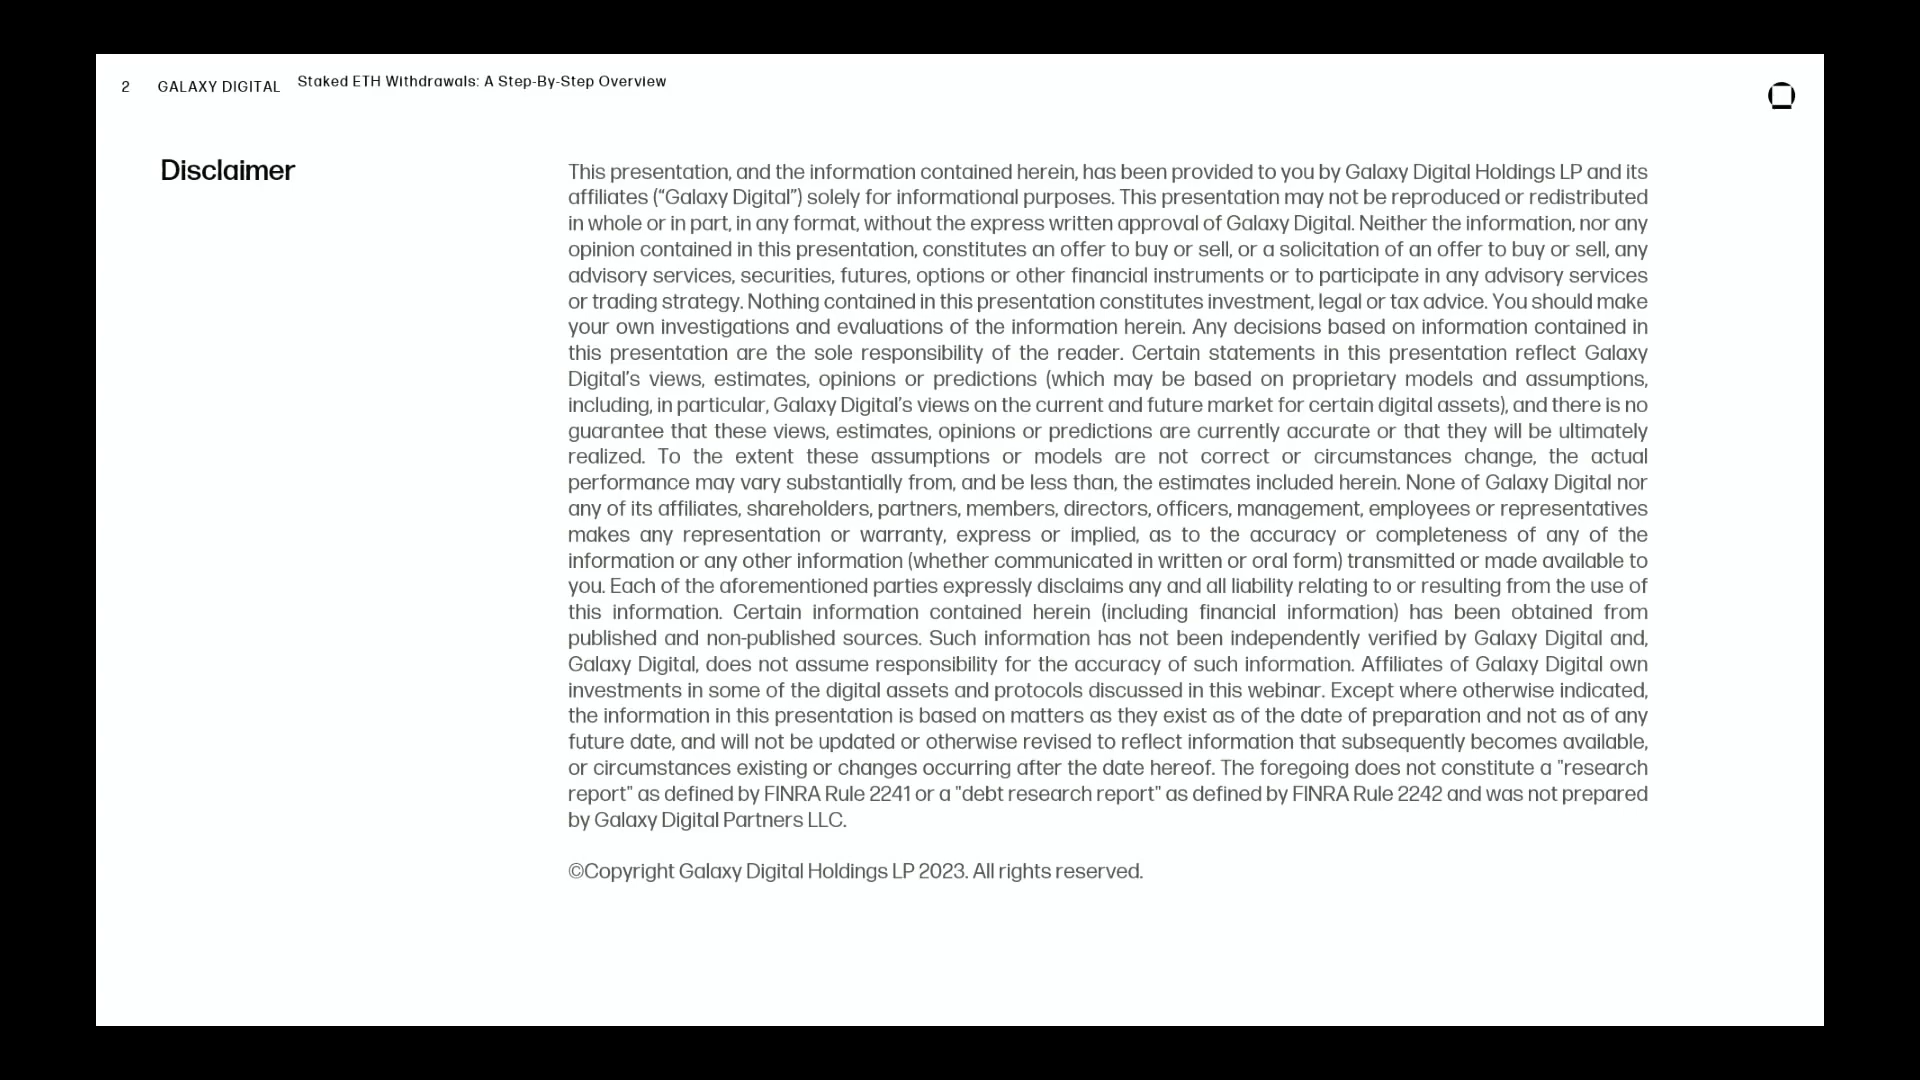 2 GALAXY DIGITAL Staked ETH Withdrawals: A Step-By-Step Overview
Disclaimer
This presentation, and the information contained herein, has been provided to you by Galaxy Digital Holdings LP and its
affiliates (“Galaxy Digital”) solely for informational purposes. This presentation may not be reproduced or redistributed
in whole or in part, in any format, without the express written approval of Galaxy Digital. Neither the information, nor any
opinion contained in this presentation, constitutes an offer to buy or sell, or a solicitation of an offer to buy or sell, any
advisory services, securities, futures, options or other financial instruments or to participate in any advisory services
or trading strategy. Nothing contained in this presentation constitutes investment, legal or tax advice. You should make
your own investigations and evaluations of the information herein. Any decisions based on information contained in
this presentation are the sole responsibility of the reader. Certain statements in this presentation reflect Galaxy
Digital’s views, estimates, opinions or predictions (which may be based on proprietary models and assumptions,
including, in particular, Galaxy Digital’s views on the current and future market for certain digital assets), and there is no
guarantee that these views, estimates, opinions or predictions are currently accurate or that they will be ultimately
realized. To the extent these assumptions or models are not correct or circumstances change, the actual
performance may vary substantially from, and be less than, the estimates included herein. None of Galaxy Digital nor
any of its affiliates, shareholders, partners, members, directors, officers, management, employees or representatives
makes any representation or warranty, express or implied, as to the accuracy or completeness of any of the
information or any other information (whether communicated in written or oral form) transmitted or made available to
you. Each of the aforementioned parties expressly disclaims any and all liability relating to or resulting from the use of
this information. Certain information contained herein (including financial information) has been obtained from
published and non-published sources. Such information has not been independently verified by Galaxy Digital and,
Galaxy Digital, does not assume responsibility for the accuracy of such information. Affiliates of Galaxy Digital own
investments in some of the digital assets and protocols discussed in this webinar. Except where otherwise indicated,
the information in this presentation is based on matters as they exist as of the date of preparation and not as of any
future date, and will not be updated or otherwise revised to reflect information that subsequently becomes available,
or circumstances existing or changes occurring after the date hereof. The foregoing does not constitute a "research
report" as defined by FINRA Rule 2241 or a "debt research report" as defined by FINRA Rule 2242 and was not prepared
by Galaxy Digital Partners LLC.
©Copyright Galaxy Digital Holdings LP 2023. All rights reserved.